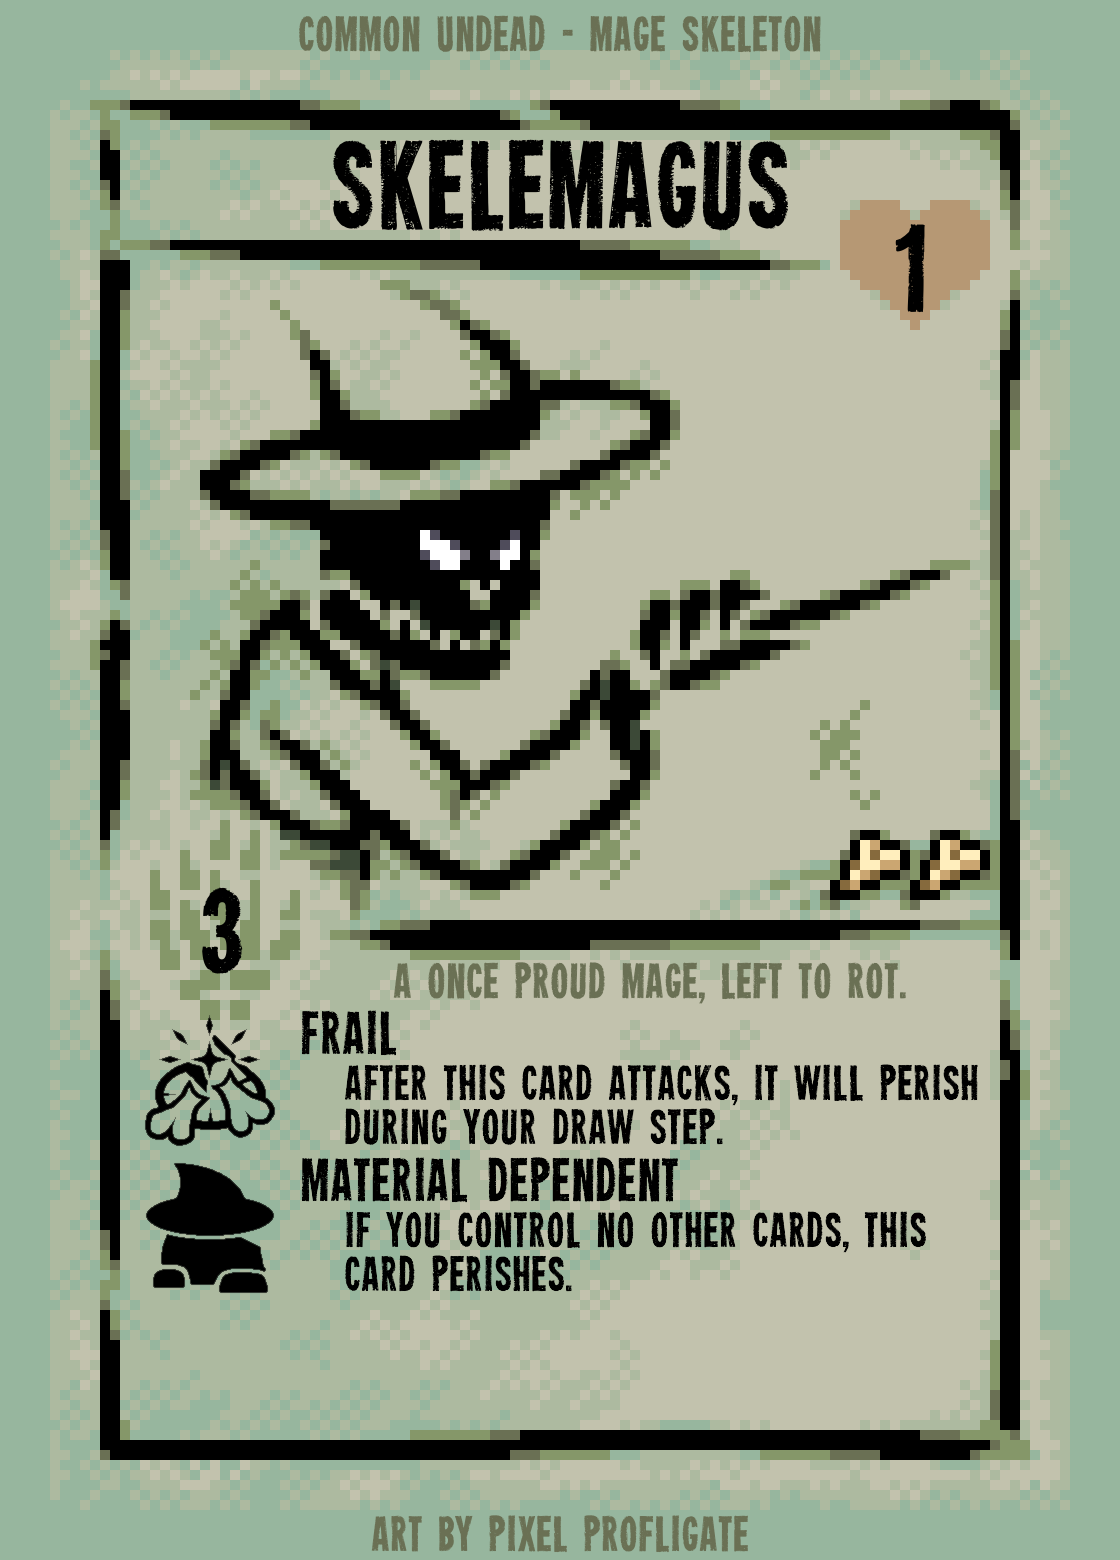 COMMON UNDEAD - MAGE SKELETON
SKELEMAGUS
1
3
A ONCE PROUD MAGE, LEFT TO ROT.
FRAIL
AFTER THIS CARD ATTACKS, IT WILL PERISH
DURING YOUR DRAW STEP.
MATERIAL DEPENDENT
IF YOU CONTROL NO OTHER CARDS, THIS
CARD PERISHES.
ART BY PIXEL PROFLIGATE